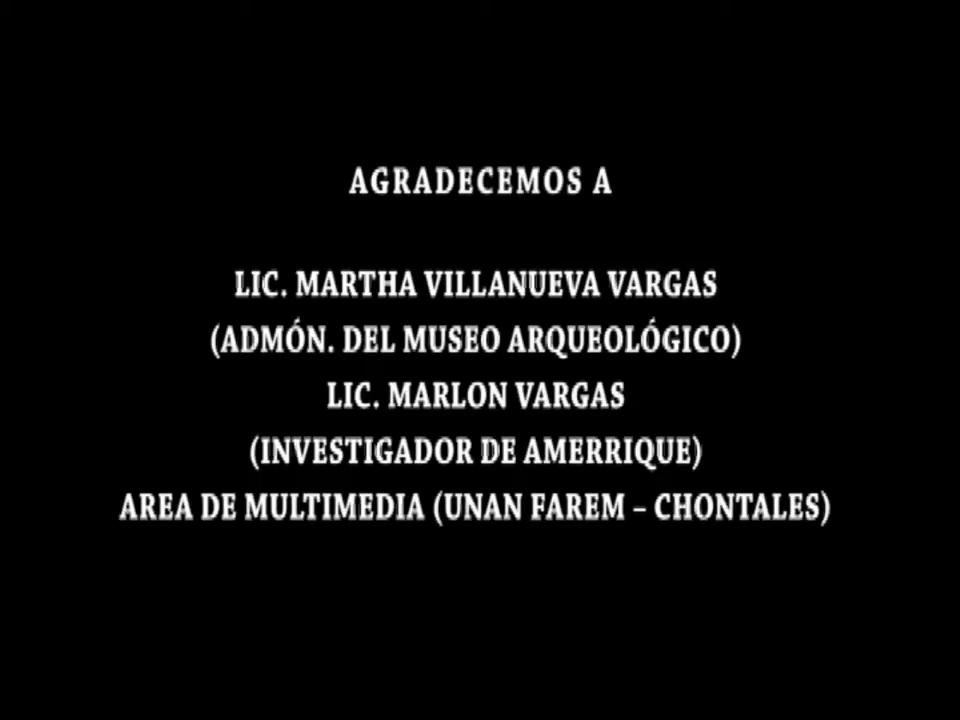 AGRADECEMOS A
LIC. MARTHA VILLANUEVA VARGAS
(ADMÓN. DEL MUSEO ARQUEOLÓGICO)
LIC. MARLON VARGAS
(INVESTIGADOR DE AMERRIQUE)
AREA DE MULTIMEDIA (UNAN FAREM – CHONTALES)